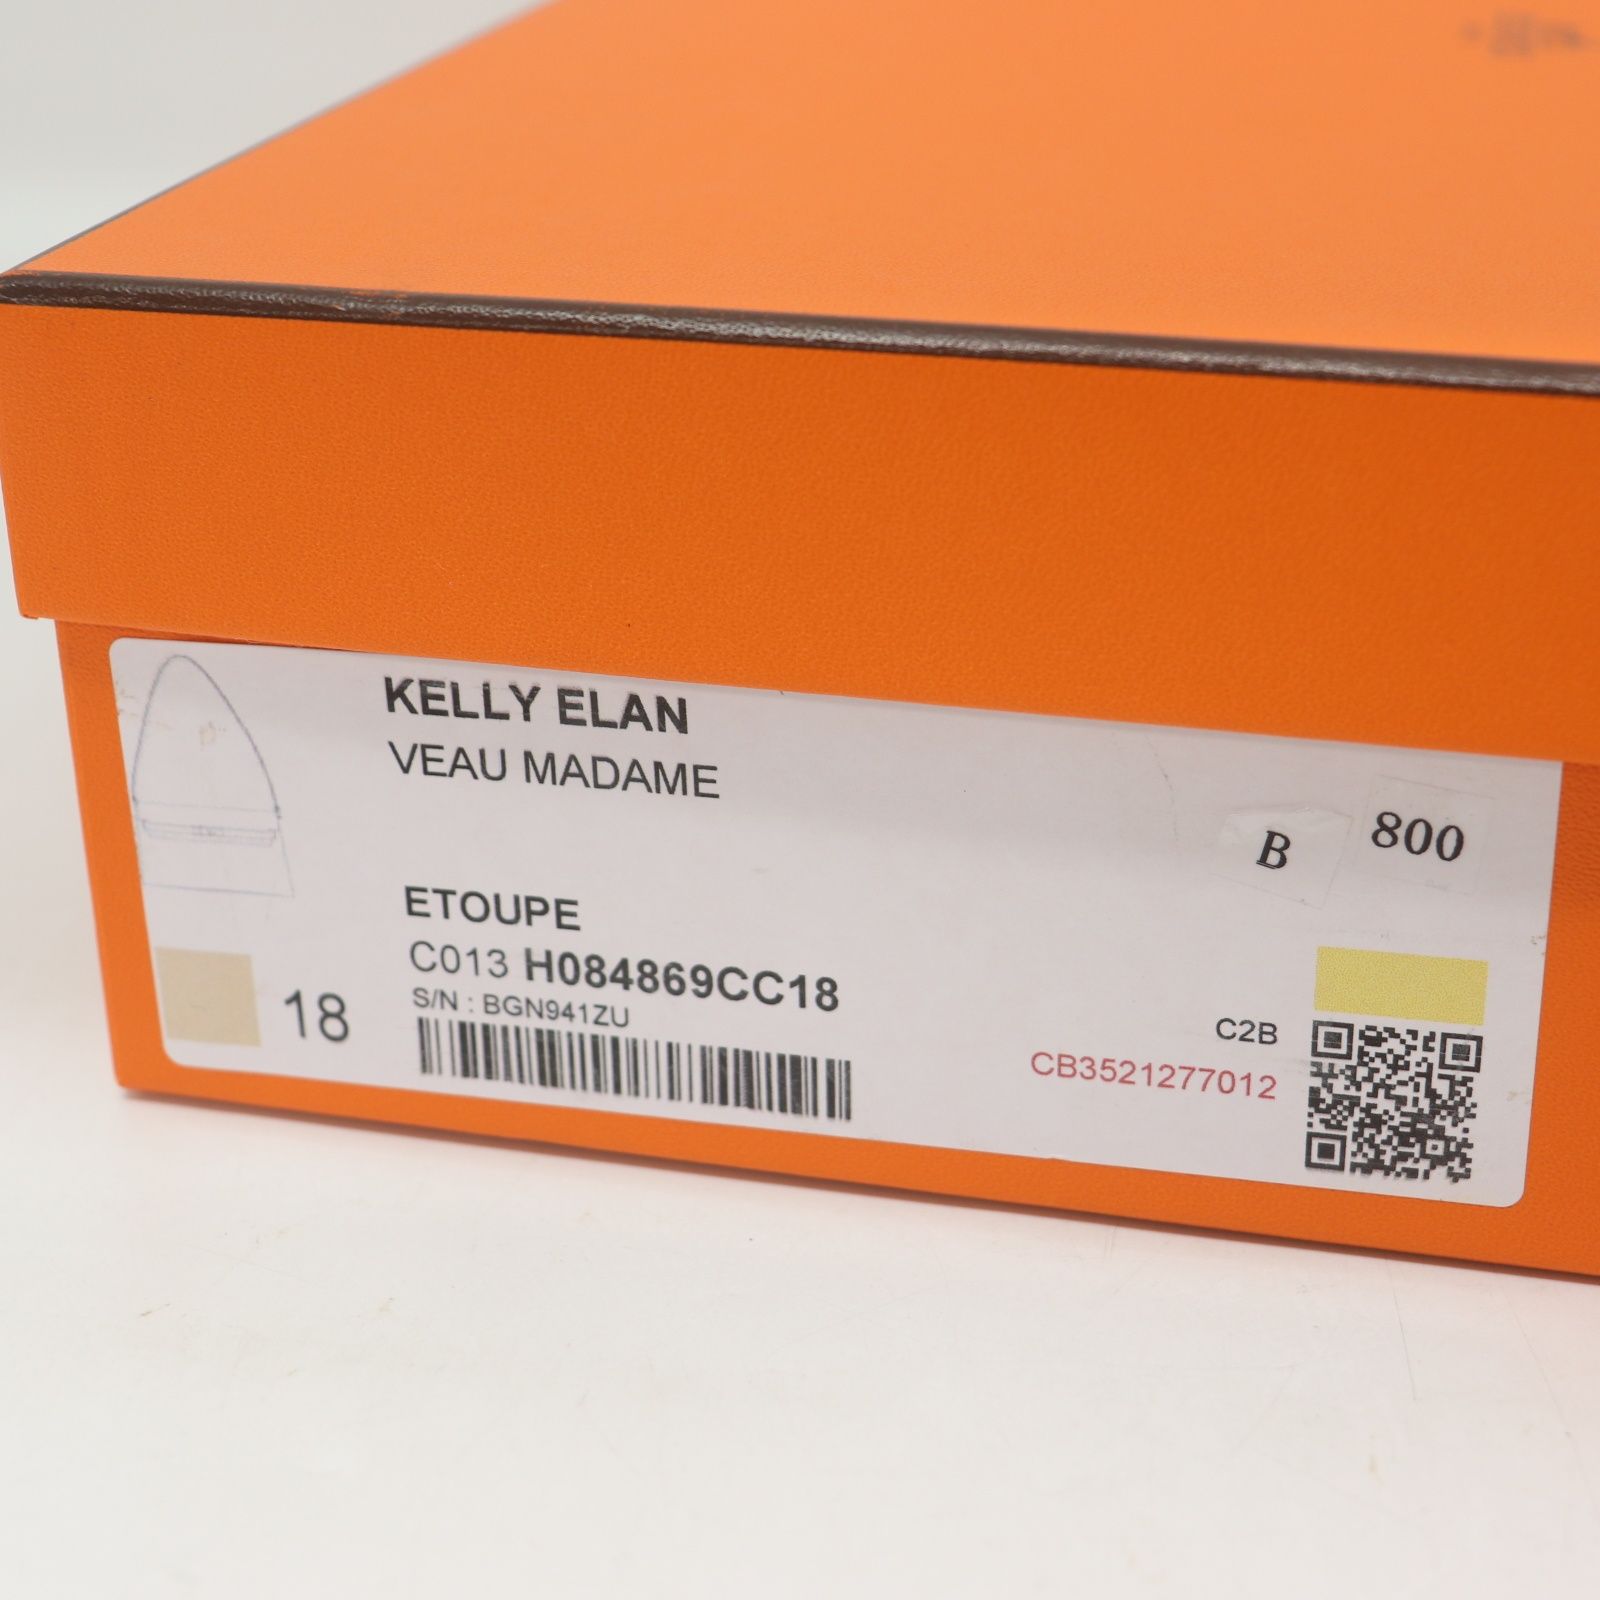 KELLY ELAN
VEAU MADAME
B
800
ETOUPE
C013 H084869CC18
S/N : BGN941ZU
18
C2B
CB3521277012